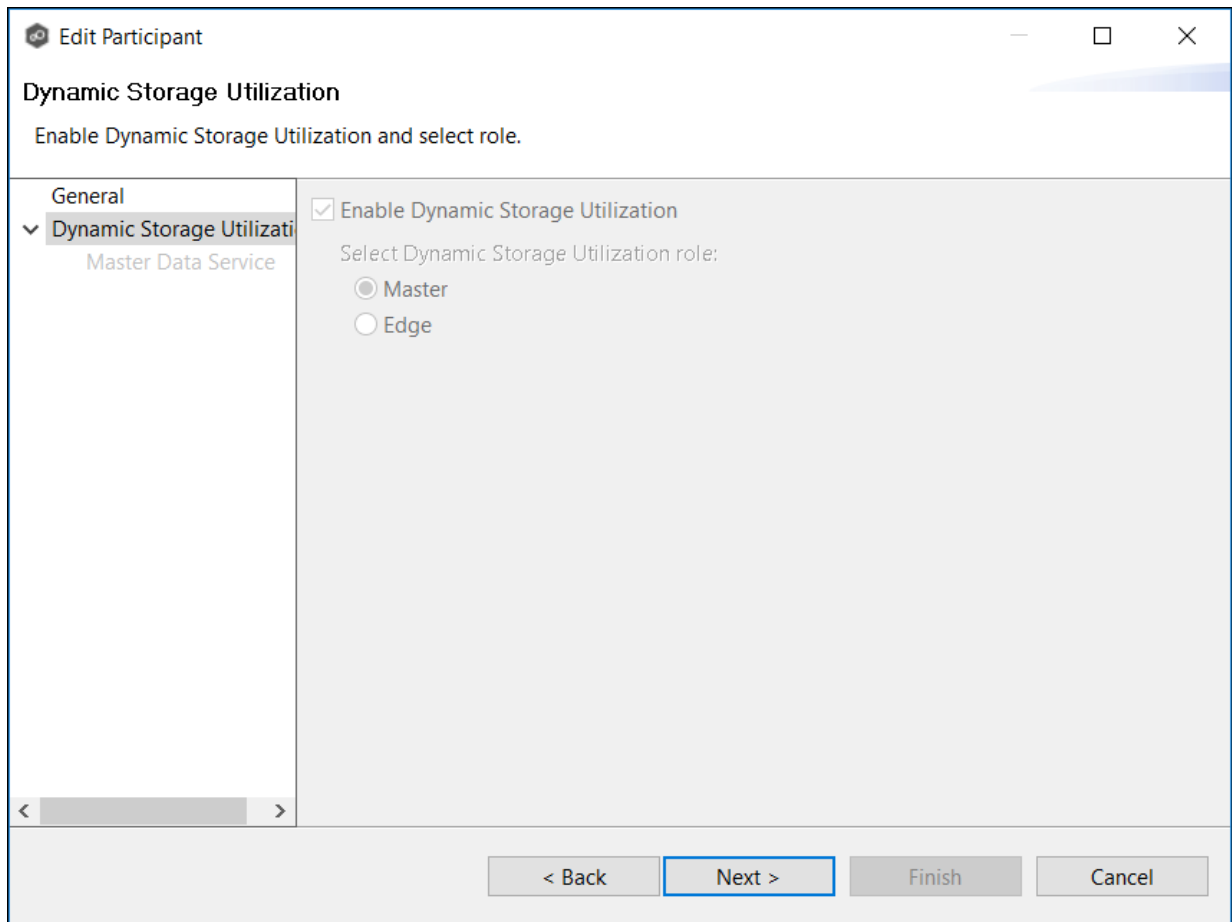 Edit Participant
Dynamic Storage Utilization
Enable Dynamic Storage Utilization and select role.
General
Dynamic Storage Utilizati
Master Data Service
Enable Dynamic Storage Utilization
Select Dynamic Storage Utilization role:
Master
Edge
< Back
Next >
Finish
Cancel